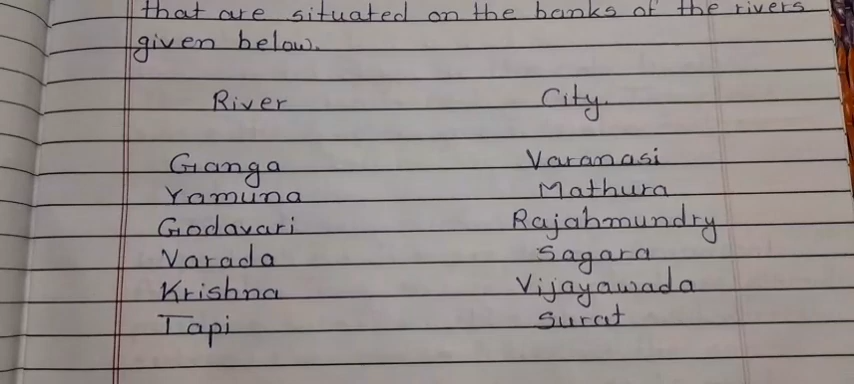 that are situated on the banks of the rivers
given below.
River City.
Ganga Varanasi
Yamuna Mathura
Godavari Rajahmundry
Varada Sagara
Krishna Vijayawada
Tapi Surat